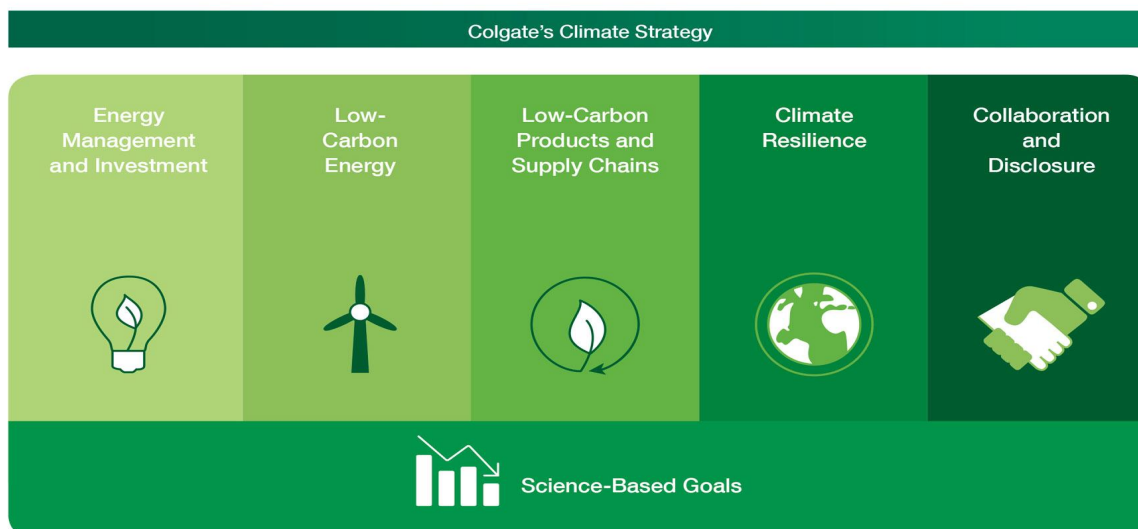 Colgate's Climate Strategy
Energy
Management
and Investment
Low-
Carbon
Energy
Low-Carbon
Products and
Supply Chains
Climate
Resilience
Collaboration
and
Disclosure
Science-Based Goals